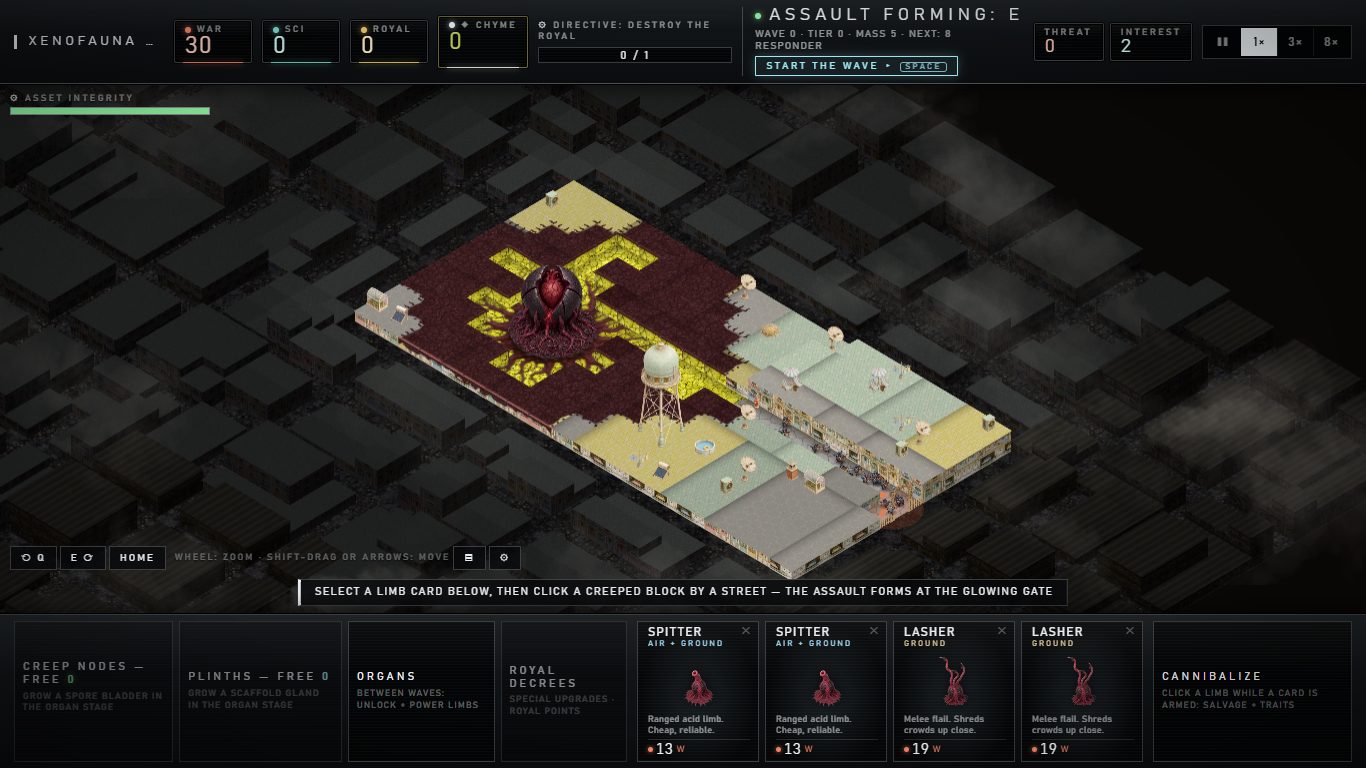 XENOFAUNA …
WAR
30
SCI
0
ROYAL
0
CHYME
0
DIRECTIVE: DESTROY THE
ROYAL
0 / 1
ASSAULT FORMING: E
WAVE 0 · TIER 0 · MASS 5 · NEXT: 8
RESPONDER
START THE WAVE ▸ SPACE
THREAT
0
INTEREST
2
1×
3×
8×
ASSET INTEGRITY
Q
E
HOME
WHEEL: ZOOM · SHIFT-DRAG OR ARROWS: MOVE
SELECT A LIMB CARD BELOW, THEN CLICK A CREEPED BLOCK BY A STREET — THE ASSAULT FORMS AT THE GLOWING GATE
CREEP NODES —
FREE 0
GROW A SPORE BLADDER IN
THE ORGAN STAGE
PLINTHS — FREE 0
GROW A SCAFFOLD GLAND
IN THE ORGAN STAGE
ORGANS
BETWEEN WAVES:
UNLOCK + POWER LIMBS
ROYAL
DECREES
SPECIAL UPGRADES ·
ROYAL POINTS
SPITTER
AIR + GROUND
Ranged acid limb.
Cheap, reliable.
13 W
SPITTER
AIR + GROUND
Ranged acid limb.
Cheap, reliable.
13 W
LASHER
GROUND
Melee flail. Shreds
crowds up close.
19 W
LASHER
GROUND
Melee flail. Shreds
crowds up close.
19 W
CANNIBALIZE
CLICK A LIMB WHILE A CARD IS
ARMED: SALVAGE + TRAITS